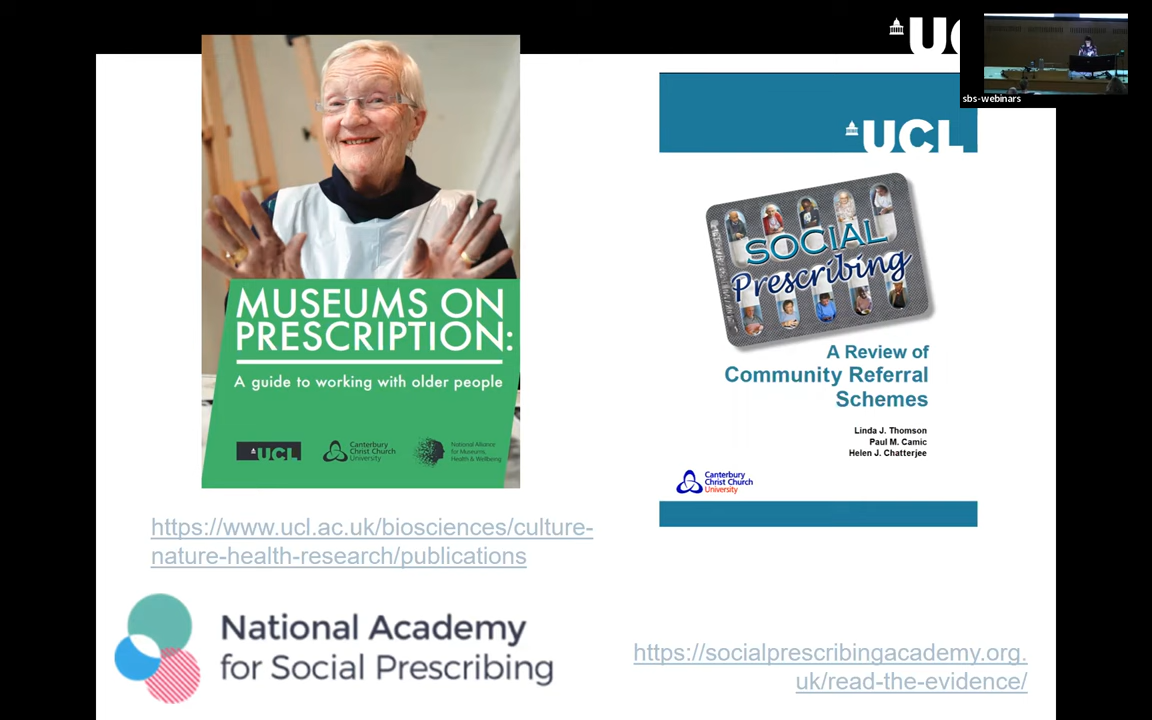 UCL
sbs-webinars
MUSEUMS ON
PRESCRIPTION:
A guide to working with older people
UCL
Canterbury
Christ Church
University
National Alliance
for Museums,
Health & Wellbeing
https://www.ucl.ac.uk/biosciences/culture-
nature-health-research/publications
National Academy
for Social Prescribing
UCL
SOCIAL
Prescribing
A Review of
Community Referral
Schemes
Linda J. Thomson
Paul M. Camic
Helen J. Chatterjee
Canterbury
Christ Church
University
https://socialprescribingacademy.org.
uk/read-the-evidence/